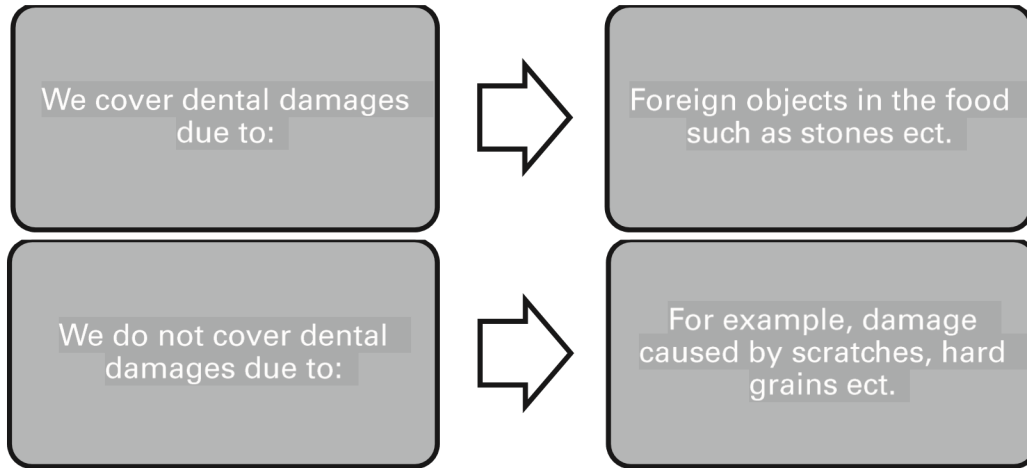 We cover dental damages
due to:
Foreign objects in the food
such as stones ect.
We do not cover dental
damages due to:
For example, damage
caused by scratches, hard
grains ect.